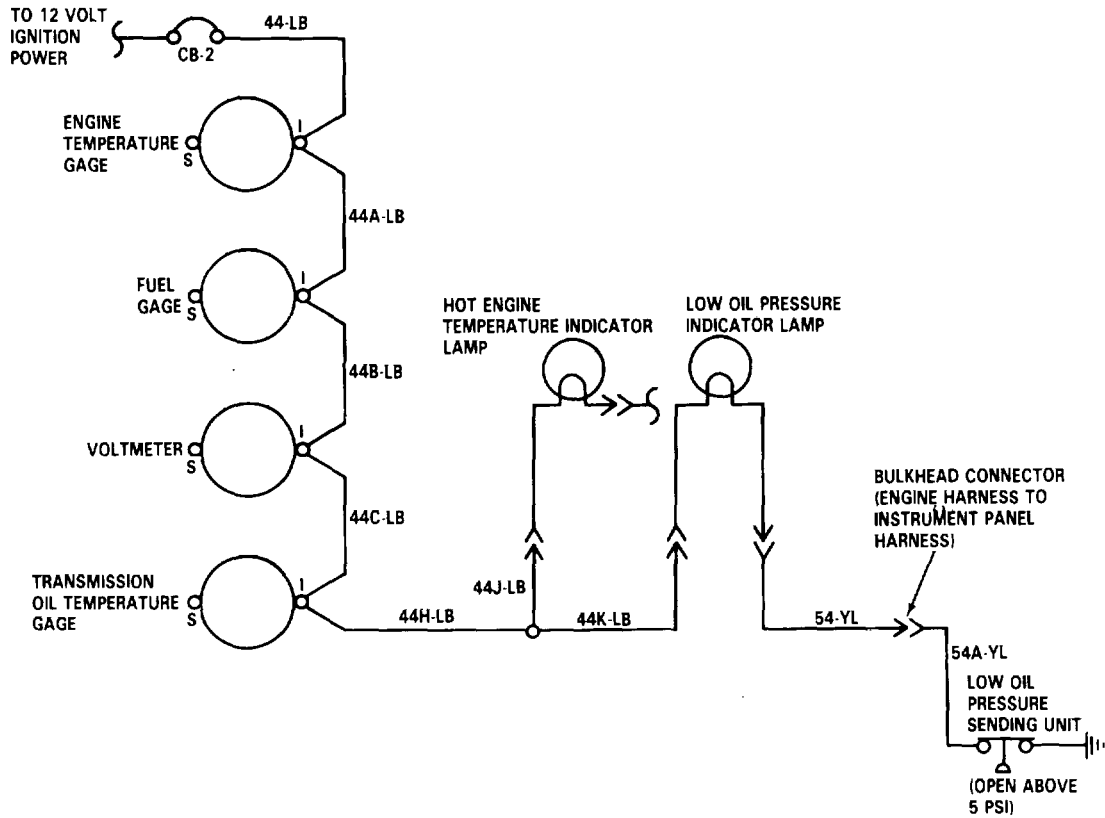 TO 12 VOLT
IGNITION
POWER
44-LB
CB-2
ENGINE
TEMPERATURE
GAGE
I
S
44A-LB
FUEL
GAGE
I
S
44B-LB
VOLTMETER
I
S
44C-LB
TRANSMISSION
OIL TEMPERATURE
GAGE
I
S
44H-LB
44J-LB
44K-LB
HOT ENGINE
TEMPERATURE INDICATOR
LAMP
LOW OIL PRESSURE
INDICATOR LAMP
BULKHEAD CONNECTOR
(ENGINE HARNESS TO
INSTRUMENT PANEL
HARNESS)
54-YL
54A-YL
LOW OIL
PRESSURE
SENDING UNIT
(OPEN ABOVE
5 PSI)